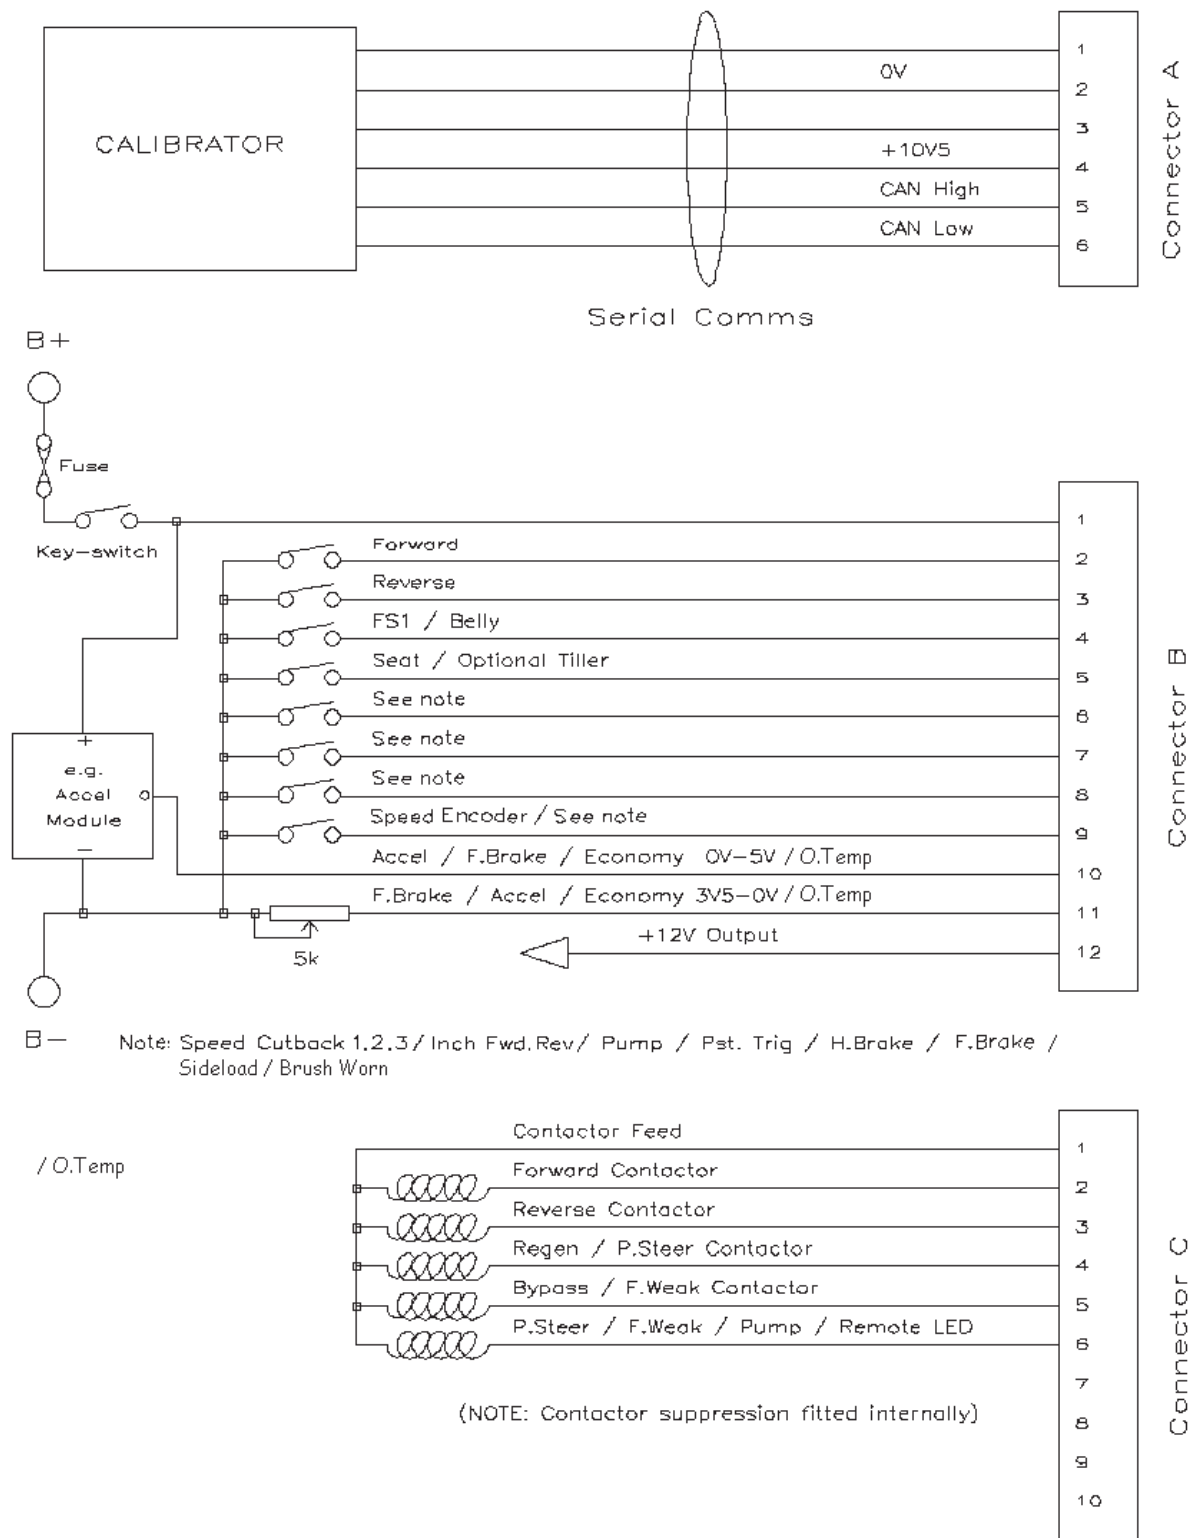 1
0V
2
CALIBRATOR
3
+10V5
4
CAN High
5
CAN Low
6
Connector A
Serial Comms
B+
Fuse
Key-switch
1
Forward
2
Reverse
3
FS1 / Belly
4
Seat / Optional Tiller
5
See note
6
See note
7
See note
8
Speed Encoder / See note
9
Accel / F.Brake / Economy 0V-5V / O.Temp
10
F.Brake / Accel / Economy 3V5-0V / O.Temp
11
+12V Output
12
Connector B
+
e.g.
Accel
Module
-
5k
B-
Note: Speed Cutback 1.2.3 / Inch Fwd.Rev / Pump / Pst. Trig / H.Brake / F.Brake /
Sideload / Brush Worn
/ O.Temp
Contactor Feed
1
Forward Contactor
2
Reverse Contactor
3
Regen / P.Steer Contactor
4
Bypass / F.Weak Contactor
5
P.Steer / F.Weak / Pump / Remote LED
6
7
(NOTE: Contactor suppression fitted internally)
8
9
10
Connector C